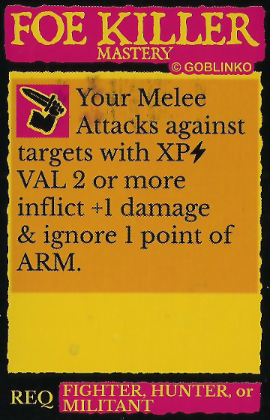 FOE KILLER
MASTERY
© GOBLINKO
Your Melee
Attacks against
targets with XP⚡
VAL 2 or more
inflict +1 damage
& ignore 1 point of
ARM.
REQ FIGHTER, HUNTER, or
MILITANT